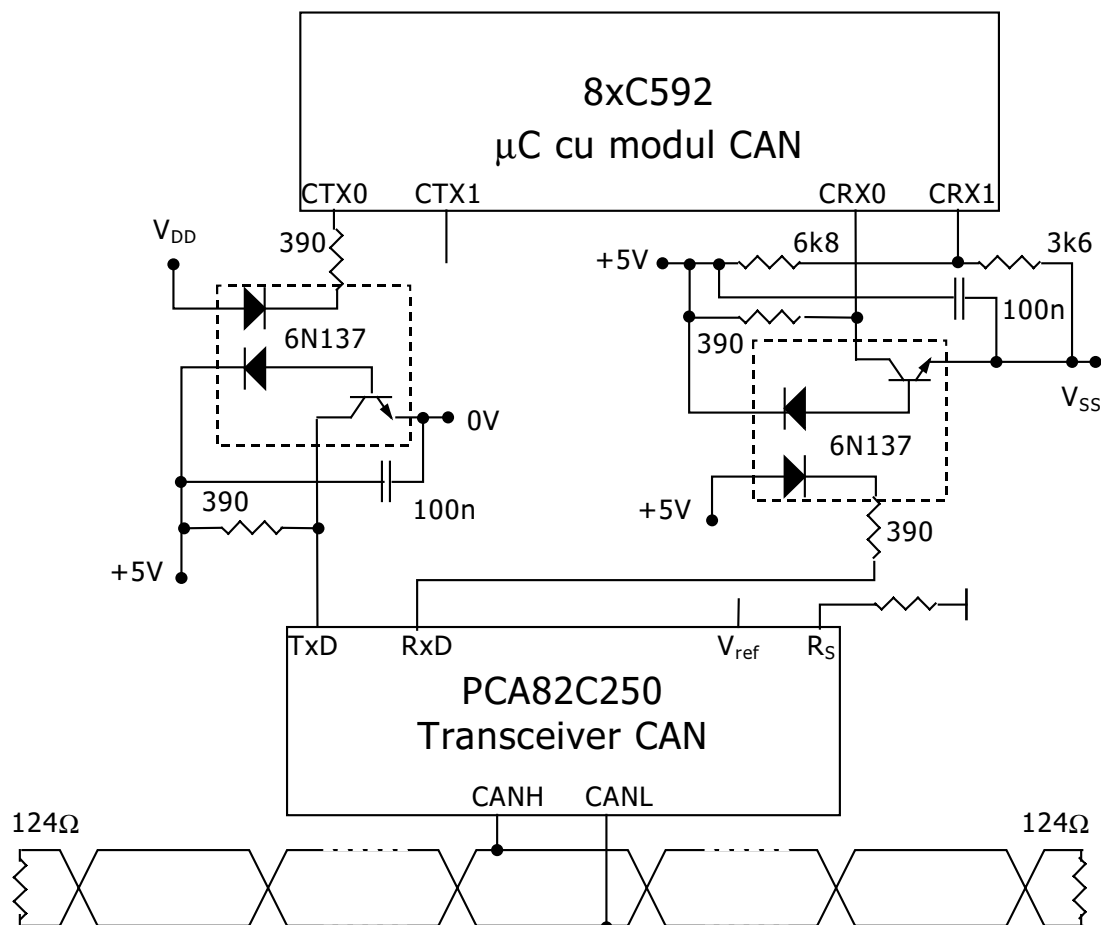 8xC592
μC cu modul CAN
CTX0 CTX1 CRX0 CRX1
V_DD
390
6k8
3k6
+5V
100n
6N137
390
0V
V_SS
6N137
390
100n
+5V
390
+5V
TxD RxD V_ref R_S
PCA82C250
Transceiver CAN
CANH CANL
124Ω
124Ω